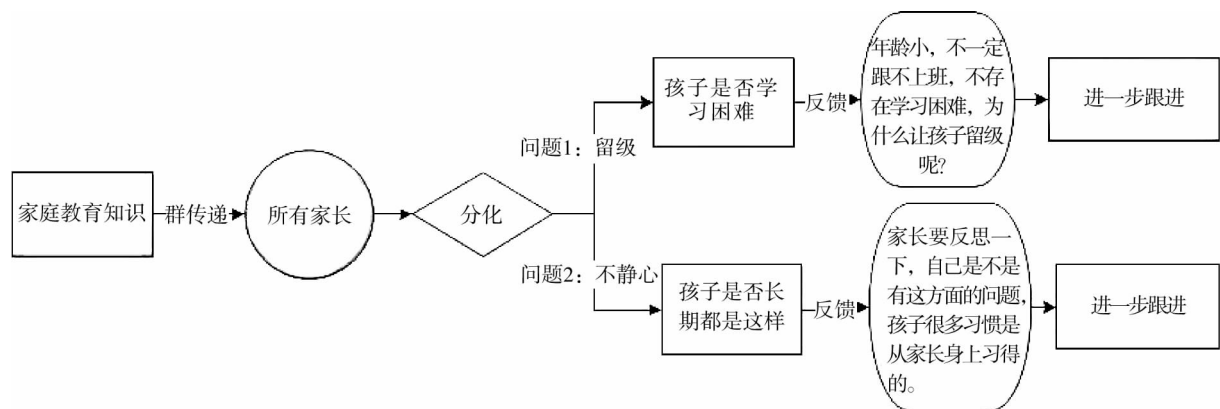 家庭教育知识
群传递
所有家长
分化
问题1：留级
孩子是否学
习困难
反馈
年龄小，不一定
跟不上班，不存
在学习困难，为
什么让孩子留级
呢？
进一步跟进
问题2：不静心
孩子是否长
期都是这样
反馈
家长要反思一
下，自己是不是
有这方面的问题，
孩子很多习惯是
从家长身上习得
的。
进一步跟进